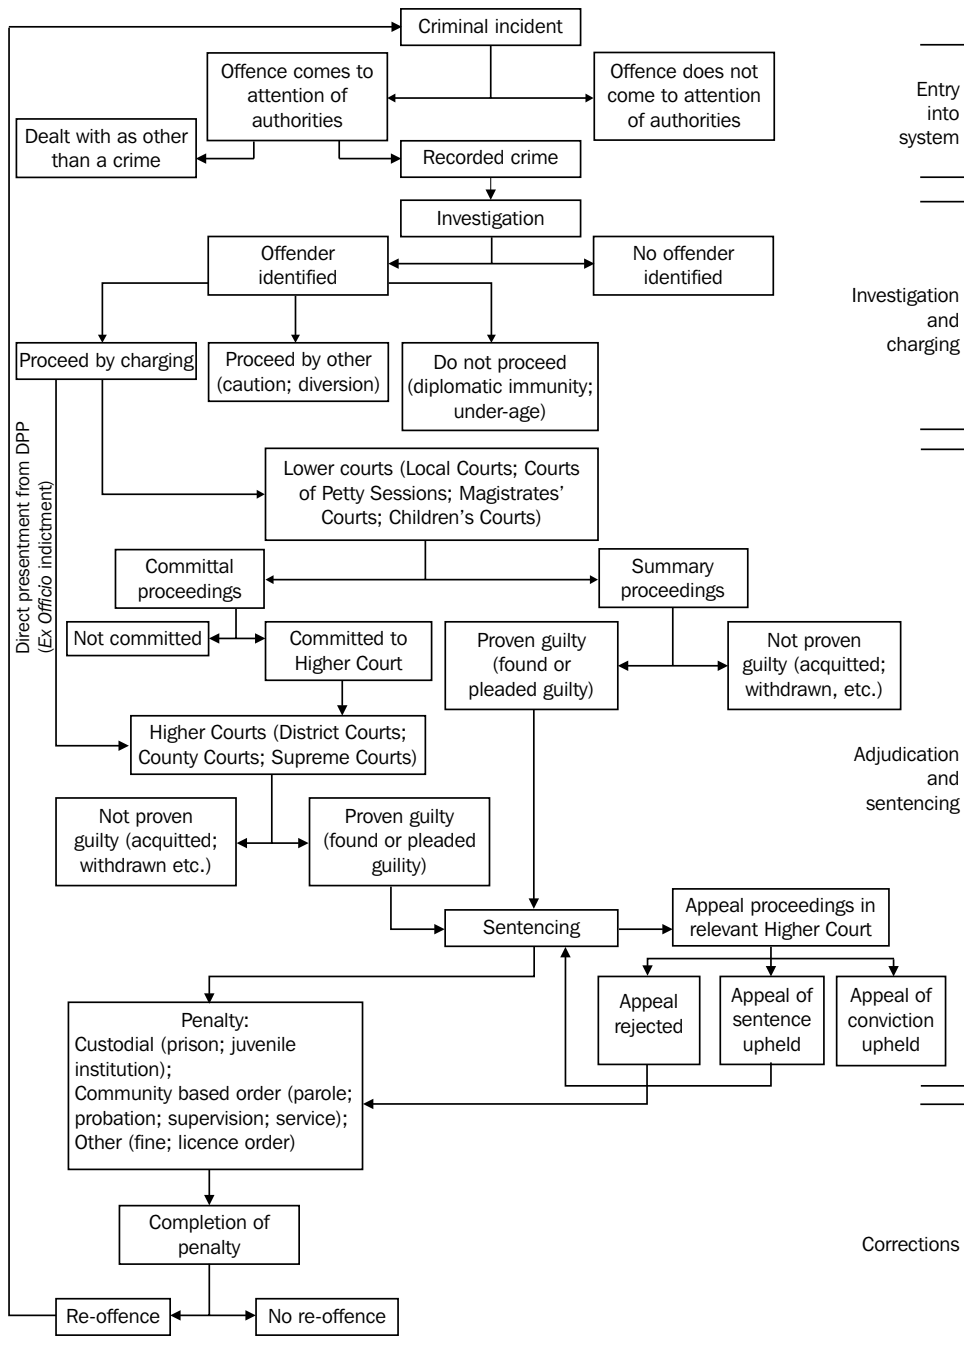 Criminal incident
Offence comes to
attention of
authorities
Offence does not
come to attention
of authorities
Entry
into
system
Dealt with as other
than a crime
Recorded crime
Investigation
Offender
identified
No offender
identified
Investigation
and
charging
Proceed by charging
Proceed by other
(caution; diversion)
Do not proceed
(diplomatic immunity;
under-age)
Direct presentment from DPP
(Ex Officio indictment)
Lower courts (Local Courts; Courts
of Petty Sessions; Magistrates'
Courts; Children's Courts)
Committal
proceedings
Summary
proceedings
Not committed
Committed to
Higher Court
Proven guilty
(found or
pleaded guilty)
Not proven
guilty (acquitted;
withdrawn, etc.)
Higher Courts (District Courts;
County Courts; Supreme Courts)
Adjudication
and
sentencing
Not proven
guilty (acquitted;
withdrawn etc.)
Proven guilty
(found or pleaded
guility)
Sentencing
Appeal proceedings in
relevant Higher Court
Appeal
rejected
Appeal of
sentence
upheld
Appeal of
conviction
upheld
Penalty:
Custodial (prison; juvenile
institution);
Community based order (parole;
probation; supervision; service);
Other (fine; licence order)
Completion of
penalty
Corrections
Re-offence
No re-offence